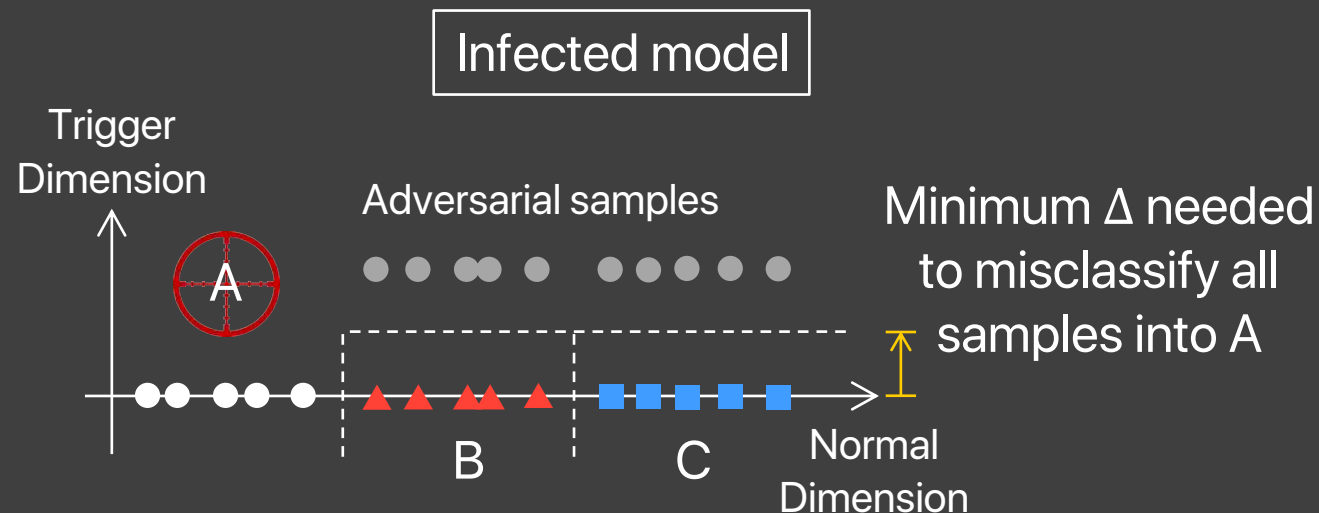 Infected model
Trigger
Dimension
A
Adversarial samples
Minimum Δ needed
to misclassify all
samples into A
B
C
Normal
Dimension